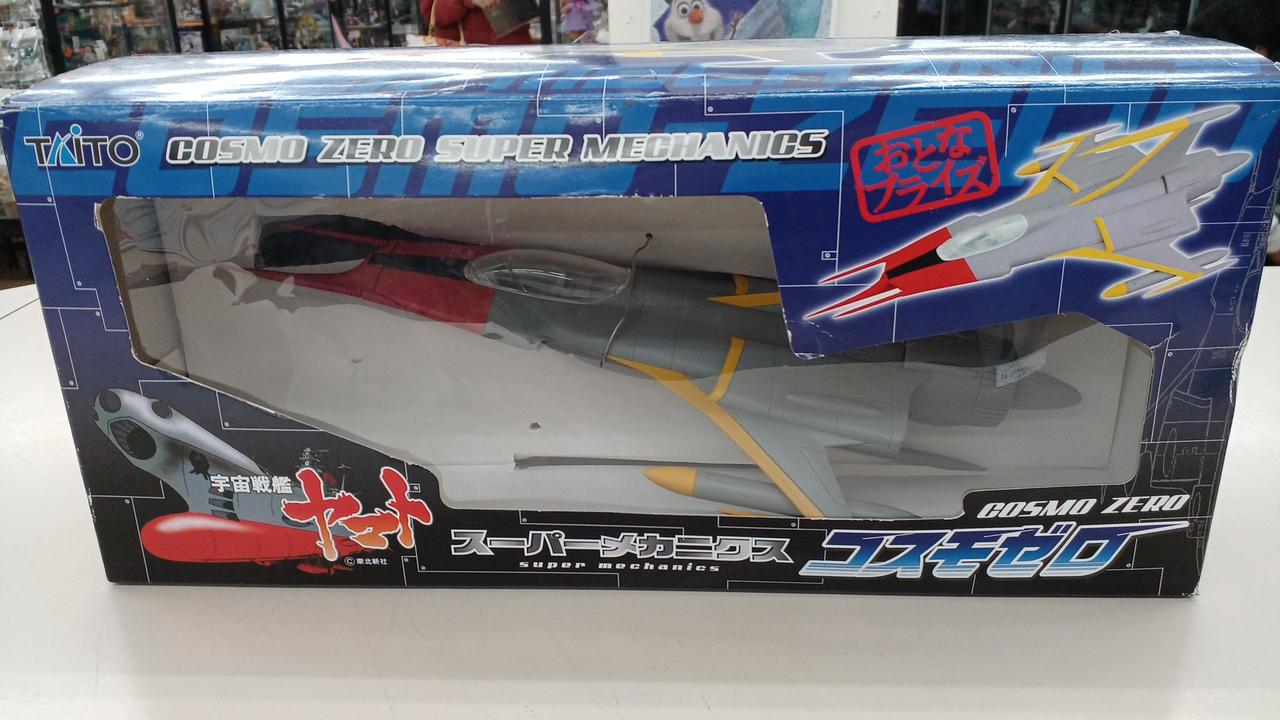 TAITO®
COSMO ZERO SUPER MECHANICS
おとな
プライズ
宇宙戦艦
ヤマト
©東北新社
COSMO ZERO
スーパーメカニクス
super mechanics
コスモゼロ